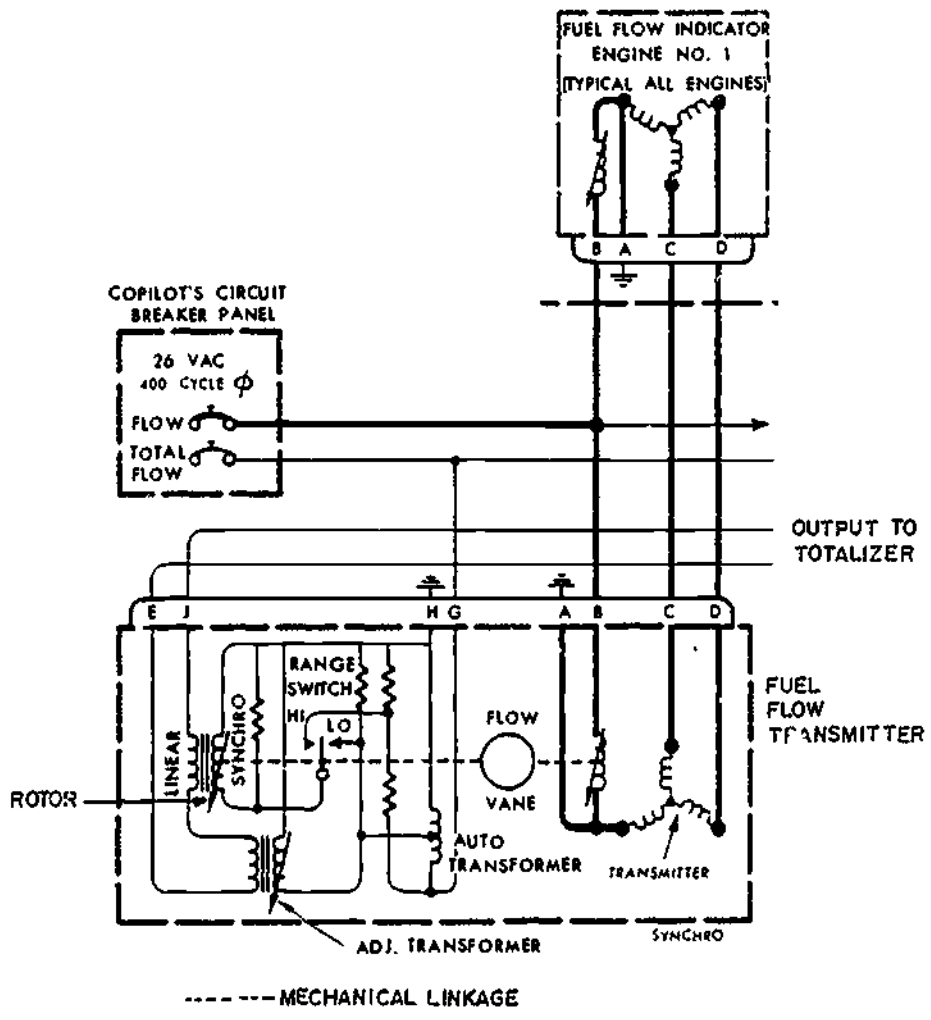 FUEL FLOW INDICATOR
ENGINE NO. 1
(TYPICAL ALL ENGINES)
B A C D
COPILOT'S CIRCUIT
BREAKER PANEL
26 VAC
400 CYCLE ϕ
FLOW
TOTAL
FLOW
OUTPUT TO
TOTALIZER
E J H G A B C D
RANGE
SWITCH
HI
LO
LINEAR
SYNCHRO
FLOW
VANE
FUEL
FLOW
TRANSMITTER
ROTOR
AUTO
TRANSFORMER
TRANSMITTER
SYNCHRO
ADJ. TRANSFORMER
MECHANICAL LINKAGE